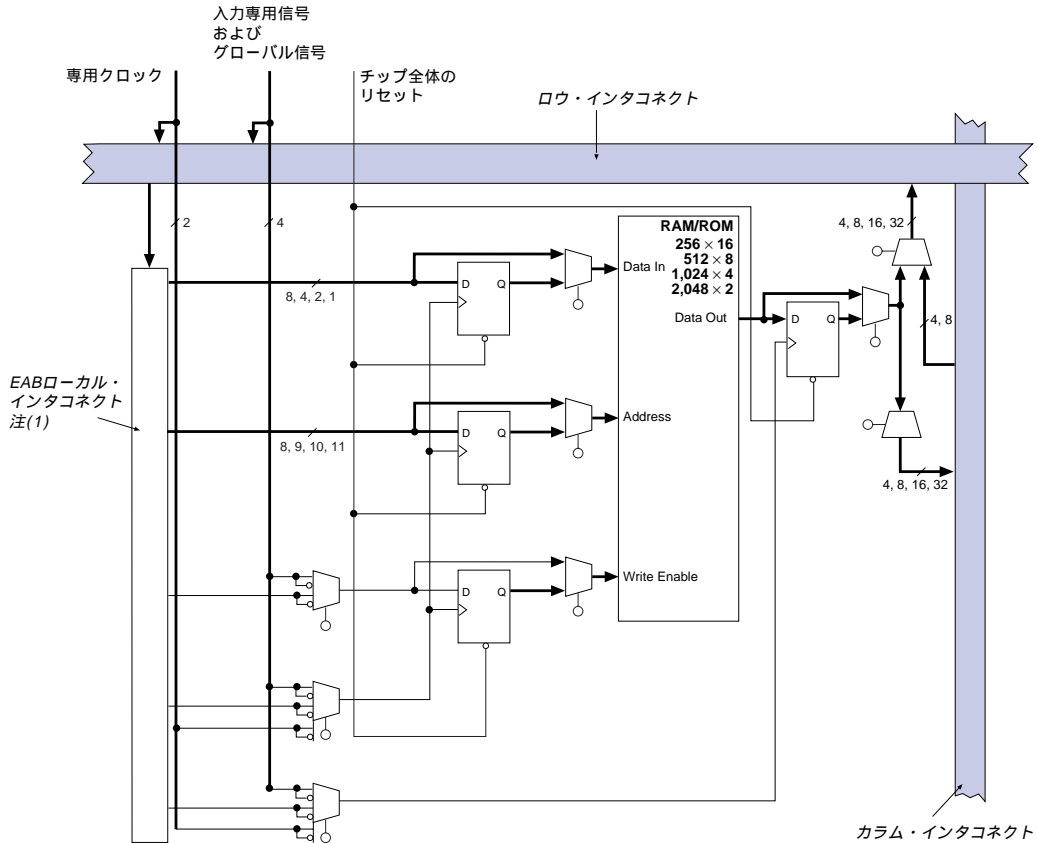 入力専用信号
および
グローバル信号
専用クロック
チップ全体の
リセット
ロウ・インタコネクト
2
4
4, 8, 16, 32
RAM/ROM
256 × 16
512 × 8
1,024 × 4
2,048 × 2
Data In
D Q
8, 4, 2, 1
Data Out
D Q
4, 8
EABローカル・
インタコネクト
注(1)
Address
D Q
8, 9, 10, 11
4, 8, 16, 32
Write Enable
D Q
カラム・インタコネクト